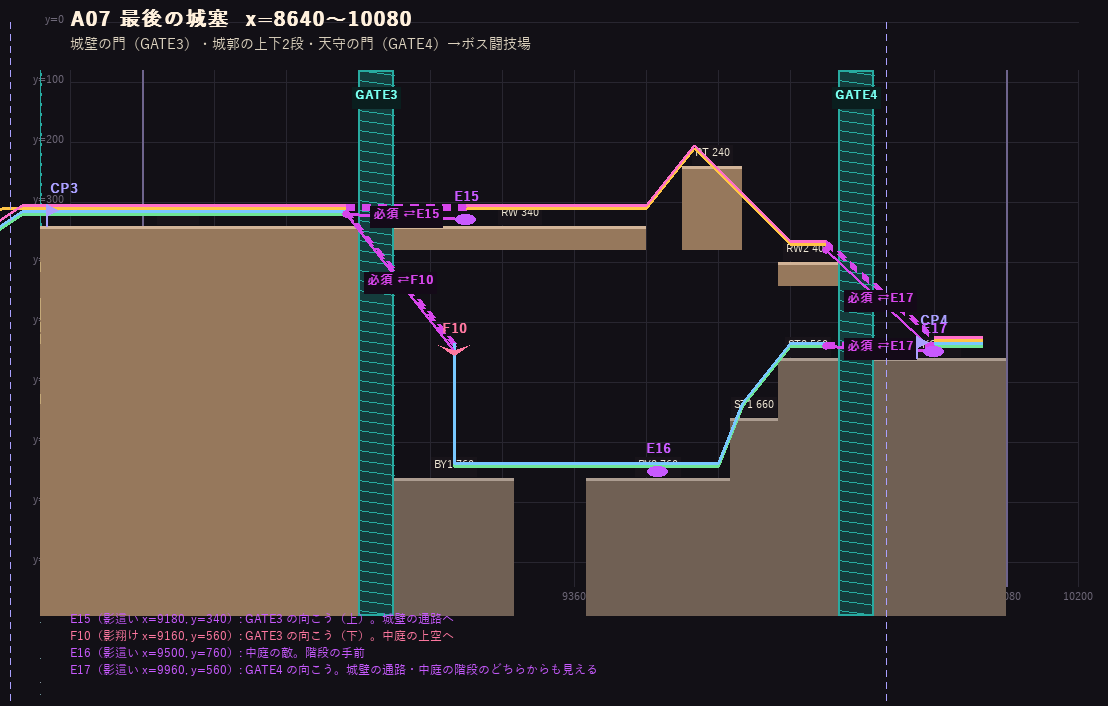 y=0
A07 最後の城塞 x=8640〜10080
城壁の門（GATE3）・城郭の上下2段・天守の門（GATE4）→ボス闘技場
y=100
GATE3
GATE4
y=140
y=200
RT 240
CP3
y=300
E15
必須 ⇄E15
RW 340
RW2 40
必須 ⇄F10
必須 ⇄E17
CP4
E17
F10
ST2 560
必須 ⇄E17
ST1 660
E16
BY1 760
BY2 760
9360
080
10200
E15（影這い x=9180, y=340）: GATE3 の向こう（上）。城壁の通路へ
F10（影翔け x=9160, y=560）: GATE3 の向こう（下）。中庭の上空へ
E16（影這い x=9500, y=760）: 中庭の敵。階段の手前
E17（影這い x=9960, y=560）: GATE4 の向こう。城壁の通路・中庭の階段のどちらからも見える